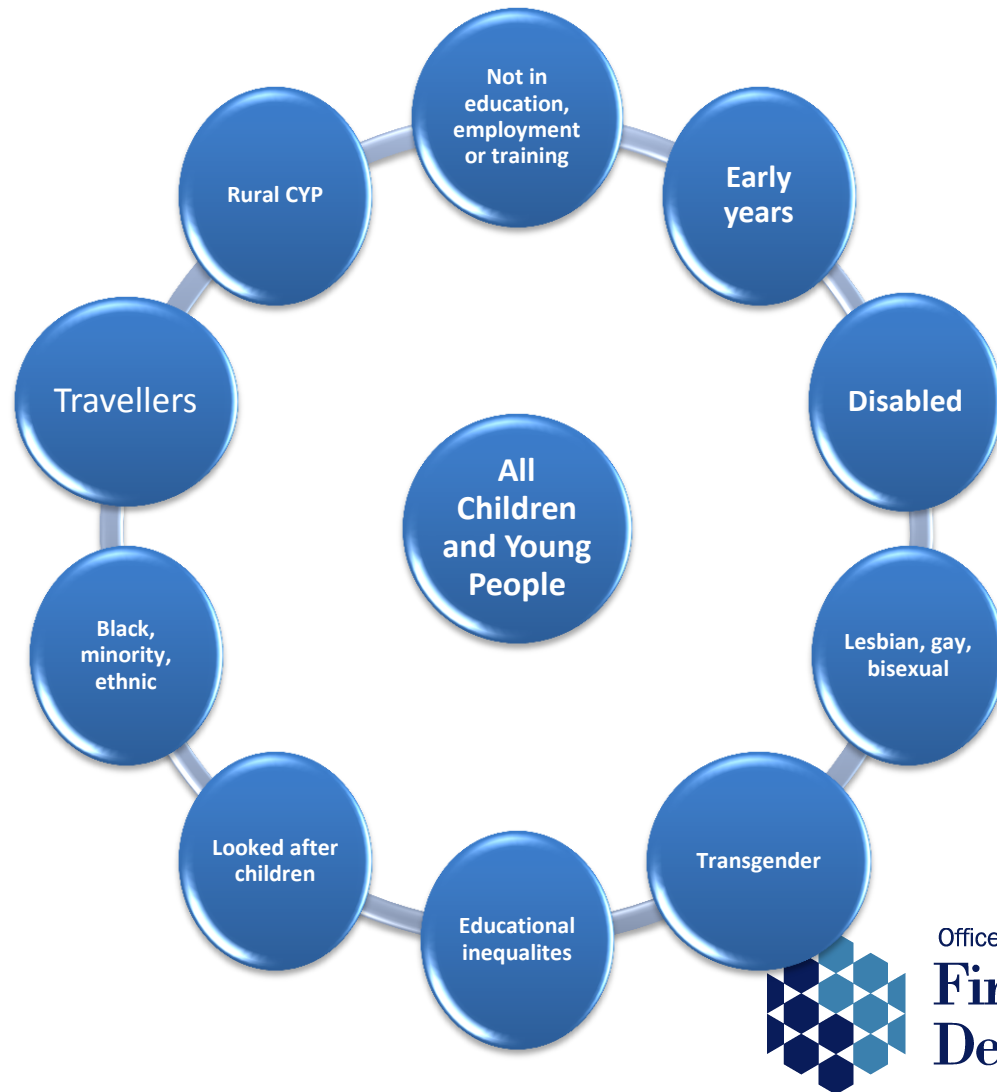 Not in
education,
employment
or training
Early
years
Disabled
Lesbian, gay,
bisexual
Transgender
Educational
inequalites
Looked after
children
Black,
minority,
ethnic
Travellers
Rural CYP
All
Children
and Young
People
Office